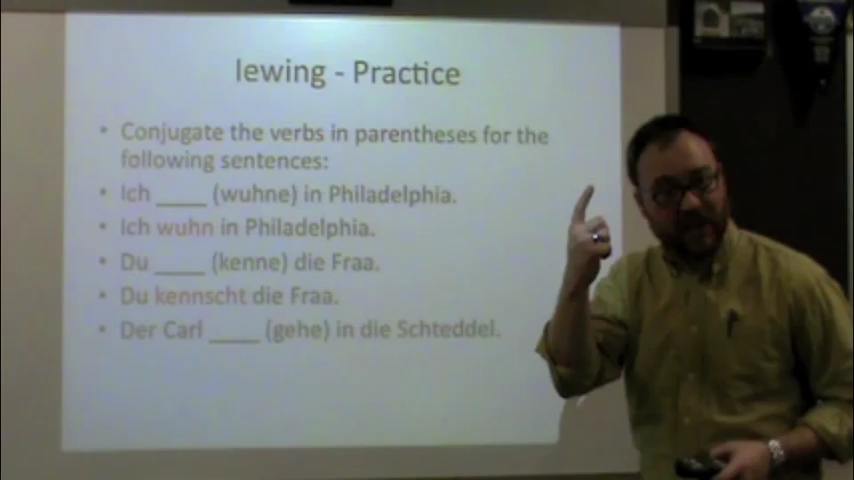 Iewing - Practice
• Conjugate the verbs in parentheses for the
following sentences:
• Ich ____ (wuhne) in Philadelphia.
• Ich wuhn in Philadelphia.
• Du ____ (kenne) die Fraa.
• Du kennscht die Fraa.
• Der Carl ____ (gehe) in die Schteddel.